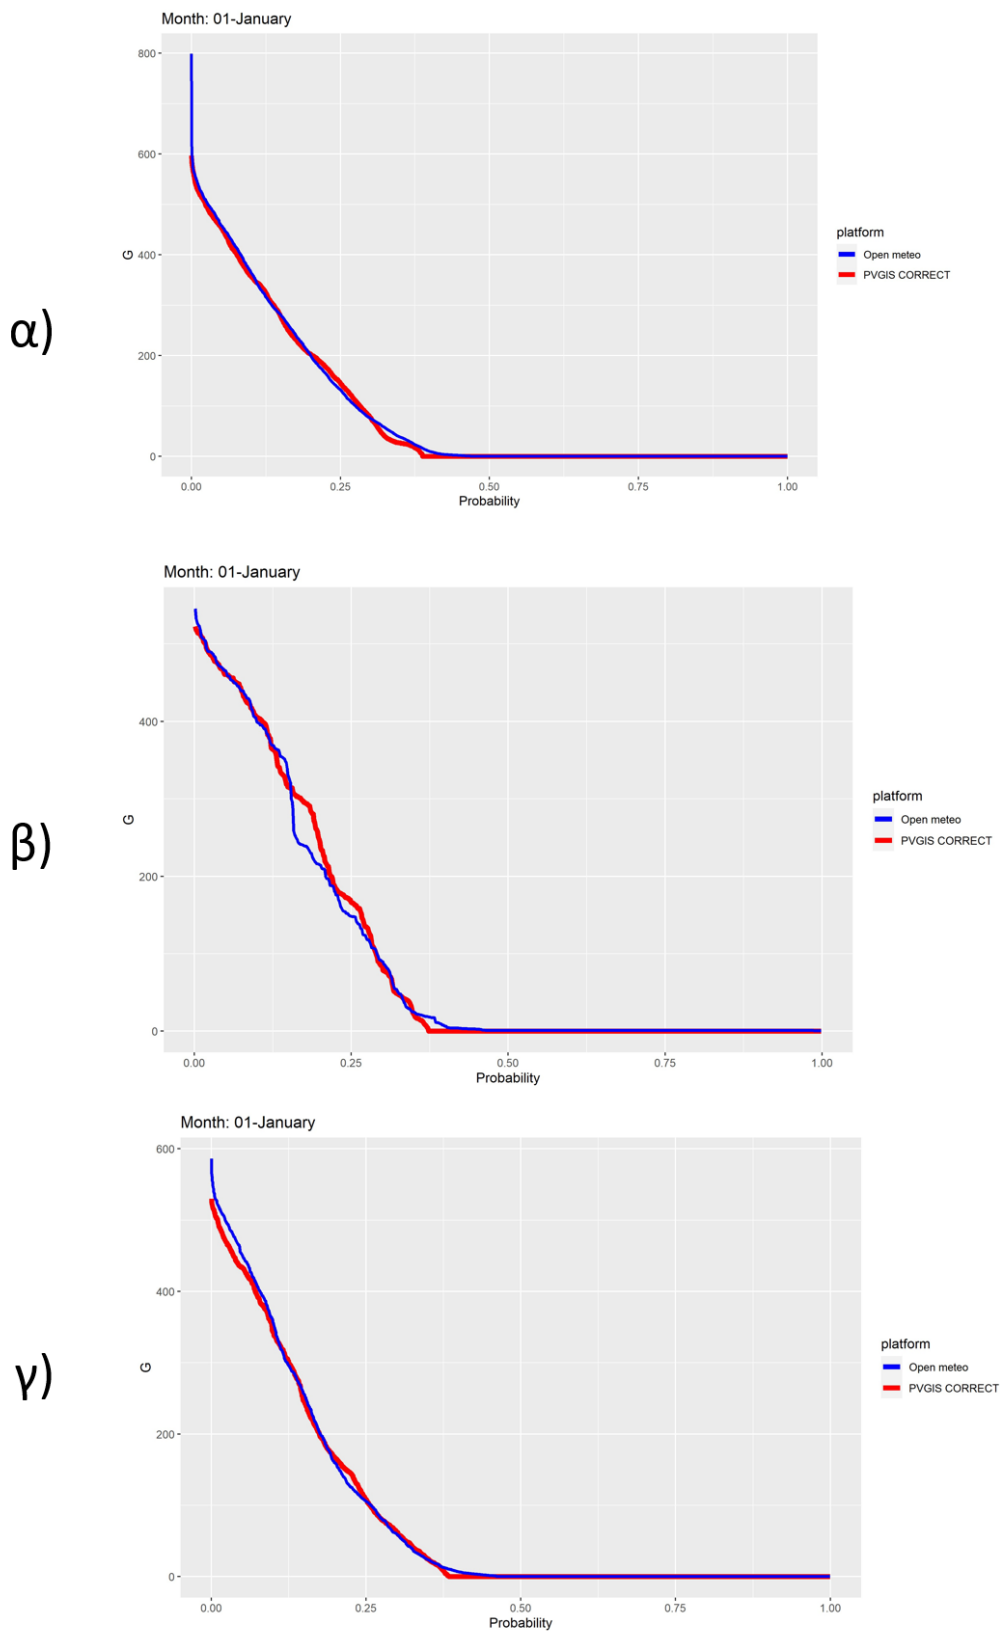 Month: 01-January
800
600
400
200
0
G
0.00 0.25 0.50 0.75 1.00
Probability
platform
Open meteo
PVGIS CORRECT
α)
Month: 01-January
400
200
0
G
0.00 0.25 0.50 0.75 1.00
Probability
platform
Open meteo
PVGIS CORRECT
β)
Month: 01-January
600
400
200
0
G
0.00 0.25 0.50 0.75 1.00
Probability
platform
Open meteo
PVGIS CORRECT
γ)